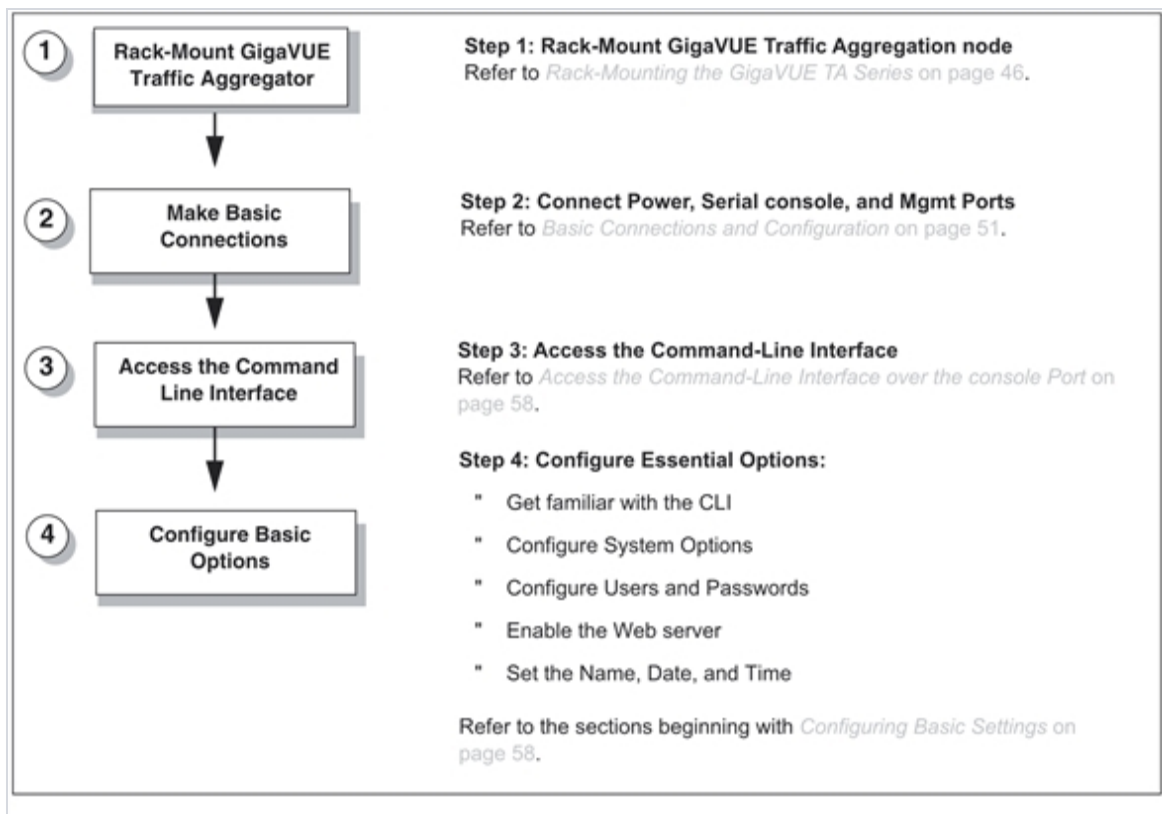 1
Rack-Mount GigaVUE
Traffic Aggregator
Step 1: Rack-Mount GigaVUE Traffic Aggregation node
Refer to Rack-Mounting the GigaVUE TA Series on page 46.
2
Make Basic
Connections
Step 2: Connect Power, Serial console, and Mgmt Ports
Refer to Basic Connections and Configuration on page 51.
3
Access the Command
Line Interface
Step 3: Access the Command-Line Interface
Refer to Access the Command-Line Interface over the console Port on
page 58.
4
Configure Basic
Options
Step 4: Configure Essential Options:
" Get familiar with the CLI
" Configure System Options
" Configure Users and Passwords
" Enable the Web server
" Set the Name, Date, and Time
Refer to the sections beginning with Configuring Basic Settings on
page 58.